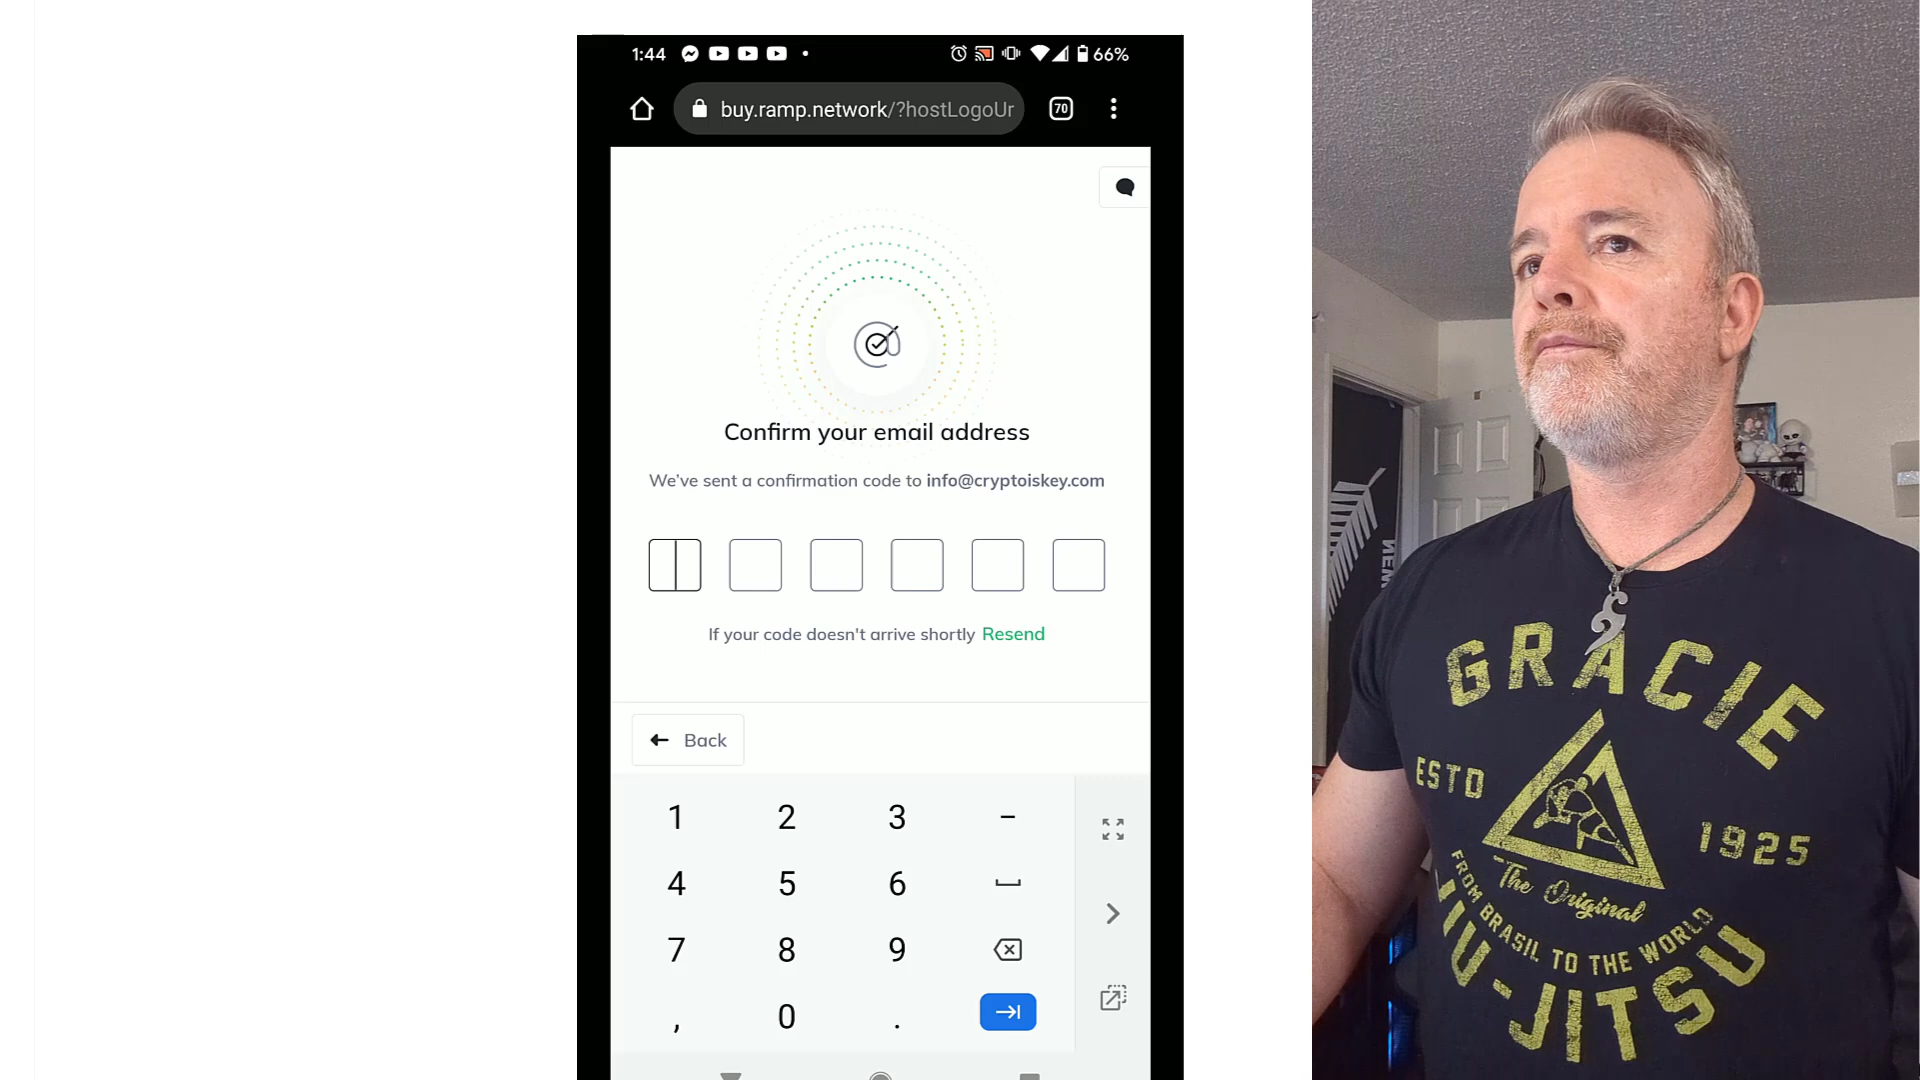 1:44 66%
buy.ramp.network/?hostLogoUr 70
Confirm your email address
We've sent a confirmation code to info@cryptoiskey.com
If your code doesn't arrive shortly Resend
Back
1 2 3 -
4 5 6
7 8 9
, 0 .
NEW
GRACIE
ESTD 1925
The Original
FROM BRASIL TO THE WORLD
JIU-JITSU